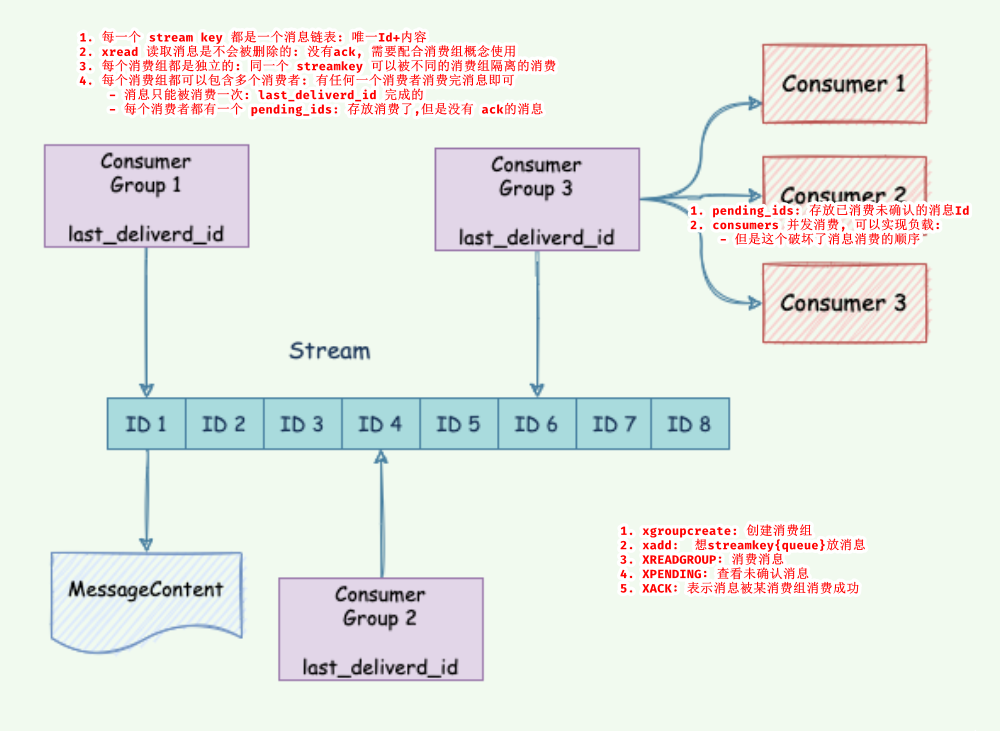 1. 每一个 stream key 都是一个消息链表: 唯一Id+内容
2. xread 读取消息是不会被删除的: 没有ack, 需要配合消费组概念使用
3. 每个消费组都是独立的: 同一个 streamkey 可以被不同的消费组隔离的消费
4. 每个消费组都可以包含多个消费者: 有任何一个消费者消费完消息即可
- 消息只能被消费一次: last_deliverd_id 完成的
- 每个消费者都有一个 pending_ids: 存放消费了,但是没有 ack的消息
Consumer
Group 1
last_deliverd_id
Consumer
Group 3
last_deliverd_id
Consumer 1
Consumer 2
1. pending_ids: 存放已消费未确认的消息Id
2. consumers 并发消费, 可以实现负载:
- 但是这个破坏了消息消费的顺序
Consumer 3
Stream
ID 1 ID 2 ID 3 ID 4 ID 5 ID 6 ID 7 ID 8
MessageContent
Consumer
Group 2
last_deliverd_id
1. xgroupcreate: 创建消费组
2. xadd: 想streamkey{queue}放消息
3. XREADGROUP: 消费消息
4. XPENDING: 查看未确认消息
5. XACK: 表示消息被某消费组消费成功